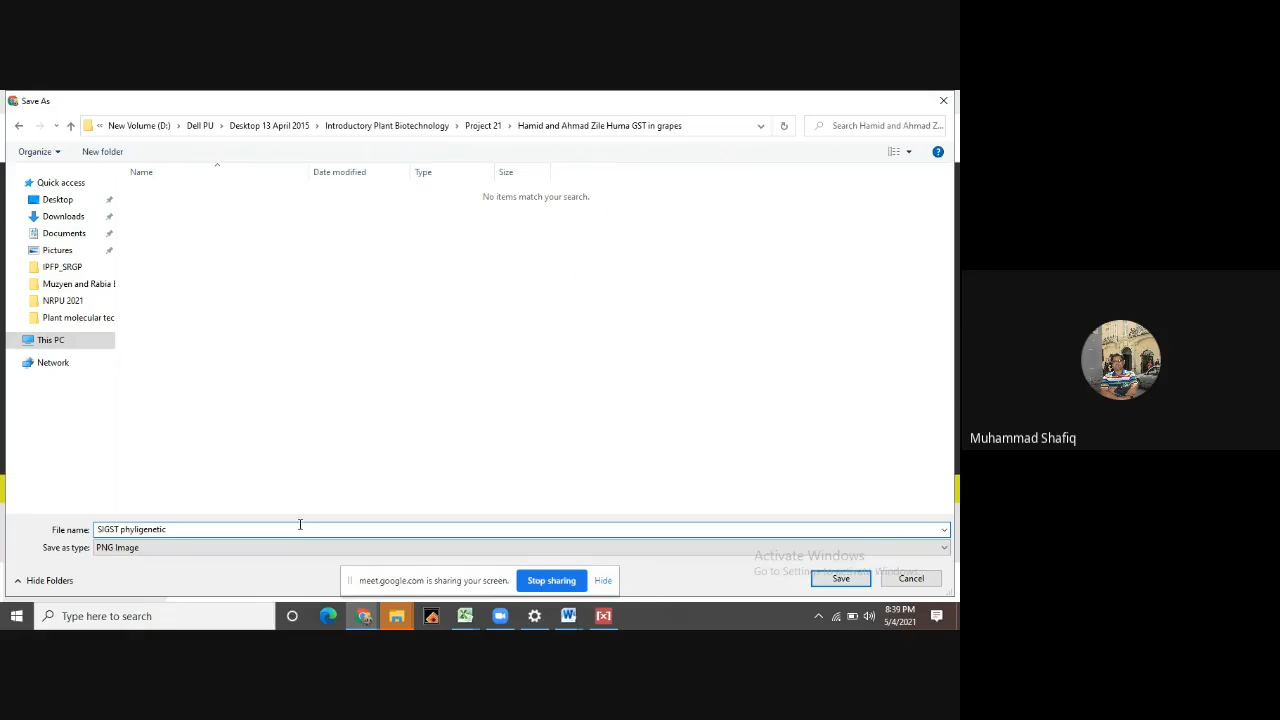 Save As
« New Volume (D:) › Dell PU › Desktop 13 April 2015 › Introductory Plant Biotechnology › Project 21 › Hamid and Ahmad Zile Huma GST in grapes
Search Hamid and Ahmad Z...
Organize
New folder
Name
Date modified
Type
Size
No items match your search.
Quick access
Desktop
Downloads
Documents
Pictures
IPFP_SRGP
Muzyen and Rabia
NRPU 2021
Plant molecular tec
This PC
Network
File name: SIGST phyligenetic
Save as type: PNG Image
Activate Windows
Go to Settings to activate Windows.
Hide Folders
Save
Cancel
meet.google.com is sharing your screen.
Stop sharing
Hide
Type here to search
8:39 PM
5/4/2021
Muhammad Shafiq